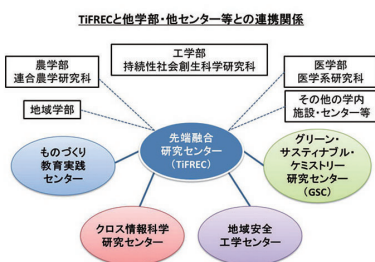 TiFRECと他学部・他センター等との連携関係
工学部
持続性社会創生科学研究科
農学部
連合農学研究科
医学部
医学系研究科
地域学部
その他の学内
施設・センター等
先端融合
研究センター
（TiFREC）
ものづくり
教育実践
センター
グリーン・
サスティナブル・
ケミストリー
研究センター
(GSC)
クロス情報科学
研究センター
地域安全
工学センター